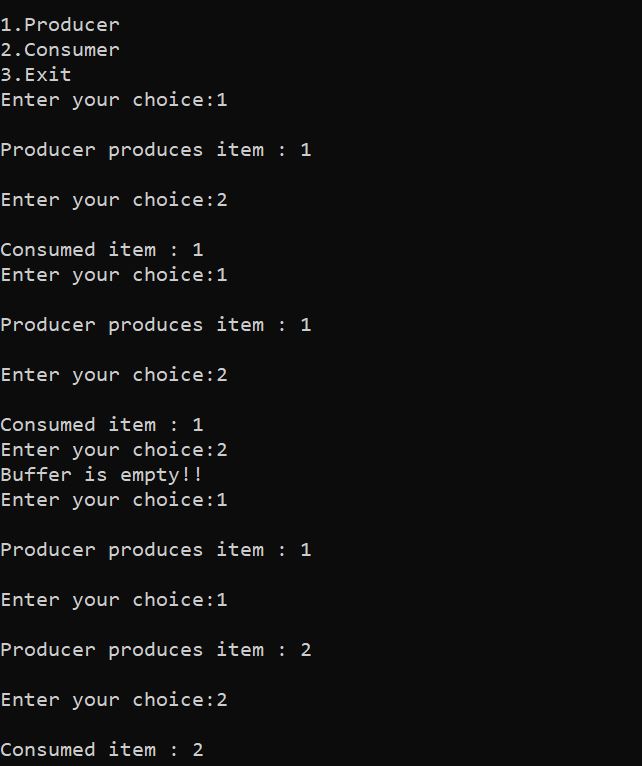 1.Producer
2.Consumer
3.Exit
Enter your choice:1
Producer produces item : 1
Enter your choice:2
Consumed item : 1
Enter your choice:1
Producer produces item : 1
Enter your choice:2
Consumed item : 1
Enter your choice:2
Buffer is empty!!
Enter your choice:1
Producer produces item : 1
Enter your choice:1
Producer produces item : 2
Enter your choice:2
Consumed item : 2